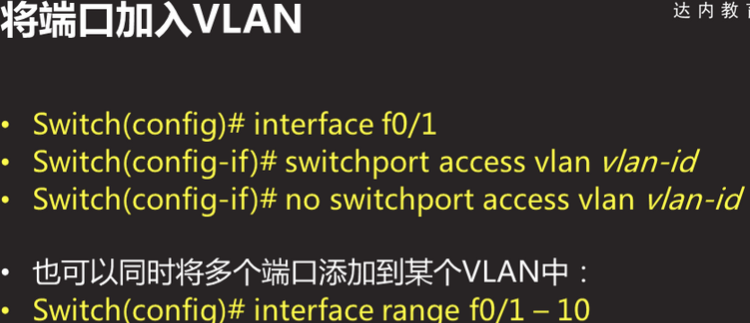 将端口加入VLAN
达内教育
• Switch(config)# interface f0/1
• Switch(config-if)# switchport access vlan vlan-id
• Switch(config-if)# no switchport access vlan vlan-id
• 也可以同时将多个端口添加到某个VLAN中：
• Switch(config)# interface range f0/1 – 10